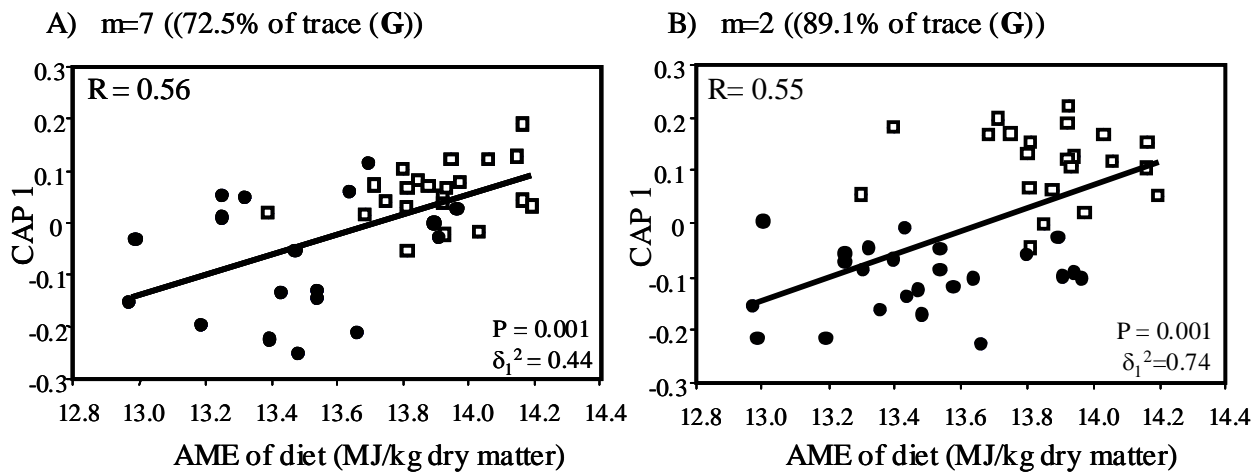 A) m=7 ((72.5% of trace (G))
R = 0.56
CAP 1
0.3
0.2
0.1
0
-0.1
-0.2
-0.3
P = 0.001
δ₁² = 0.44
12.8 13.0 13.2 13.4 13.6 13.8 14.0 14.2 14.4
AME of diet (MJ/kg dry matter)
B) m=2 ((89.1% of trace (G))
R= 0.55
CAP 1
0.3
0.2
0.1
0
-0.1
-0.2
-0.3
P = 0.001
δ₁²=0.74
12.8 13.0 13.2 13.4 13.6 13.8 14.0 14.2 14.4
AME of diet (MJ/kg dry matter)